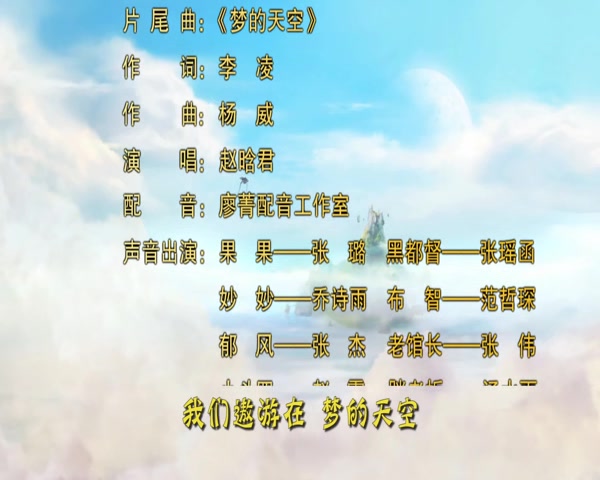 片尾曲：《梦的天空》
作 词：李 凌
作 曲：杨 威
演 唱：赵晗君
配 音：廖菁配音工作室
声音出演：果 果——张 璐 黑都督——张瑶函
妙 妙——乔诗雨 布 智——范哲琛
郁 风——张 杰 老馆长——张 伟
我们遨游在 梦的天空